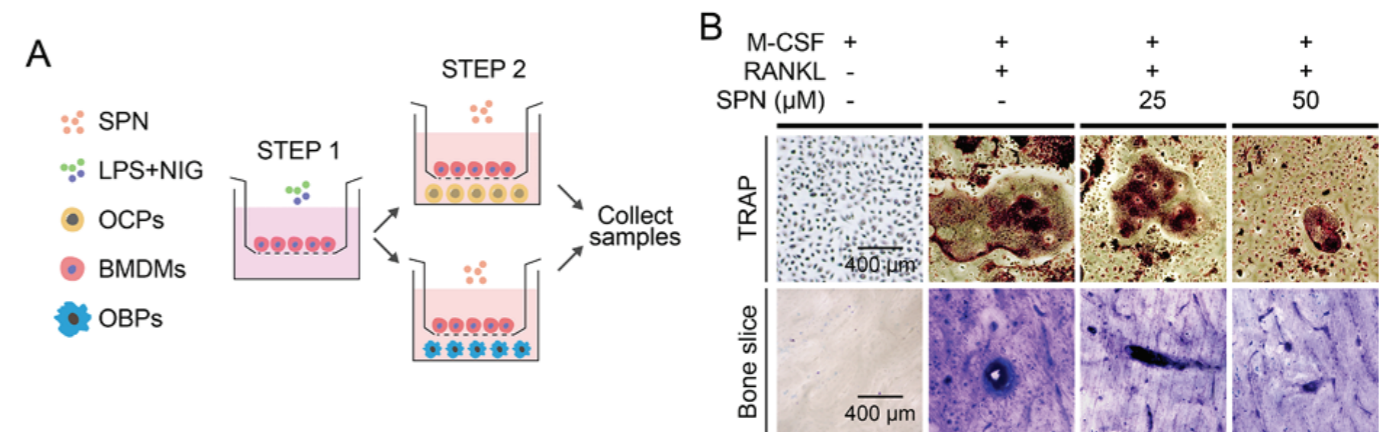 A
SPN
LPS+NIG
OCPs
BMDMs
OBPs
STEP 1
STEP 2
Collect
samples
B
M-CSF + + + +
RANKL - + + +
SPN (μM) - - 25 50
TRAP
400 μm
Bone slice
400 μm